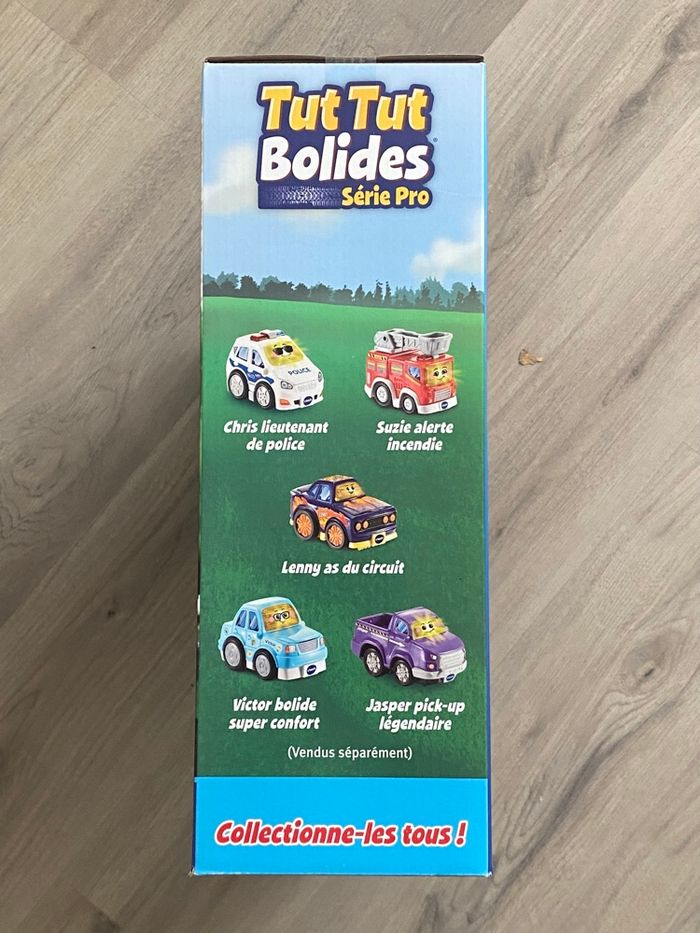 Tut Tut
Bolides
Série Pro
POLICE
Chris lieutenant
de police
Suzie alerte
incendie
Lenny as du circuit
Victor bolide
super confort
Jasper pick-up
légendaire
(Vendus séparément)
Collectionne-les tous !